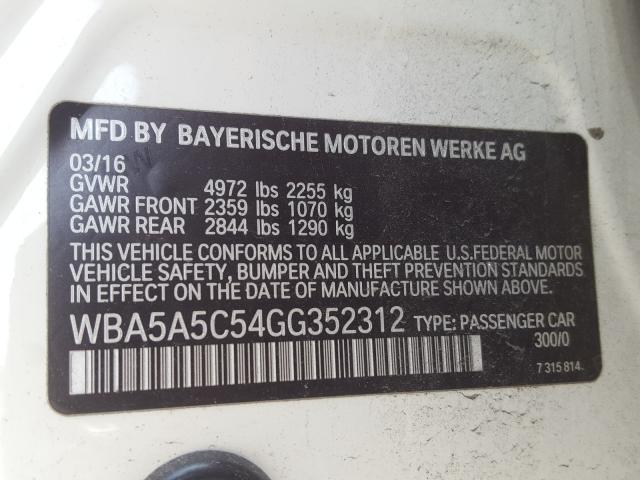 MFD BY BAYERISCHE MOTOREN WERKE AG
03/16
GVWR 4972 lbs 2255 kg
GAWR FRONT 2359 lbs 1070 kg
GAWR REAR 2844 lbs 1290 kg
THIS VEHICLE CONFORMS TO ALL APPLICABLE U.S.FEDERAL MOTOR
VEHICLE SAFETY, BUMPER AND THEFT PREVENTION STANDARDS
IN EFFECT ON THE DATE OF MANUFACTURE SHOWN ABOVE.
WBA5A5C54GG352312 TYPE: PASSENGER CAR
300/0
7 315 814